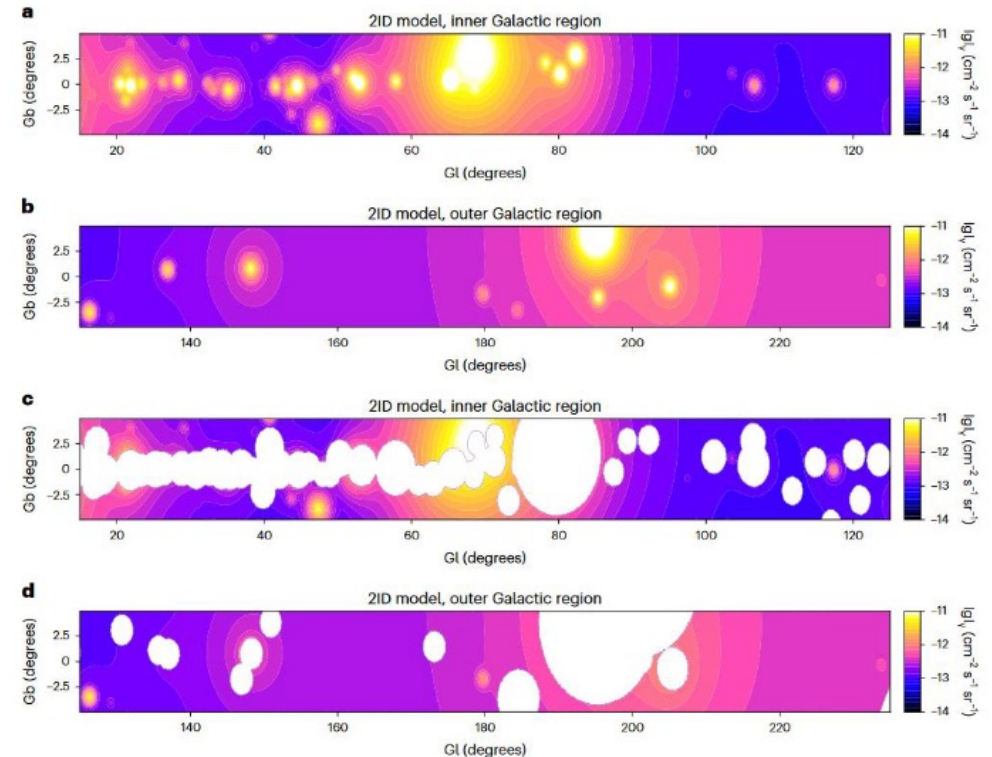 a
2ID model, inner Galactic region
Gb (degrees)
2.5
0
−2.5
20
40
60
80
100
120
Gl (degrees)
−11
−12
−13
−14
lgIγ (cm−2 s−1 sr−1)
b
2ID model, outer Galactic region
Gb (degrees)
2.5
0
−2.5
140
160
180
200
220
Gl (degrees)
−11
−12
−13
−14
lgIγ (cm−2 s−1 sr−1)
c
2ID model, inner Galactic region
Gb (degrees)
2.5
0
−2.5
20
40
60
80
100
120
Gl (degrees)
−11
−12
−13
−14
lgIγ (cm−2 s−1 sr−1)
d
2ID model, outer Galactic region
Gb (degrees)
2.5
0
−2.5
140
160
180
200
220
Gl (degrees)
−11
−12
−13
−14
lgIγ (cm−2 s−1 sr−1)